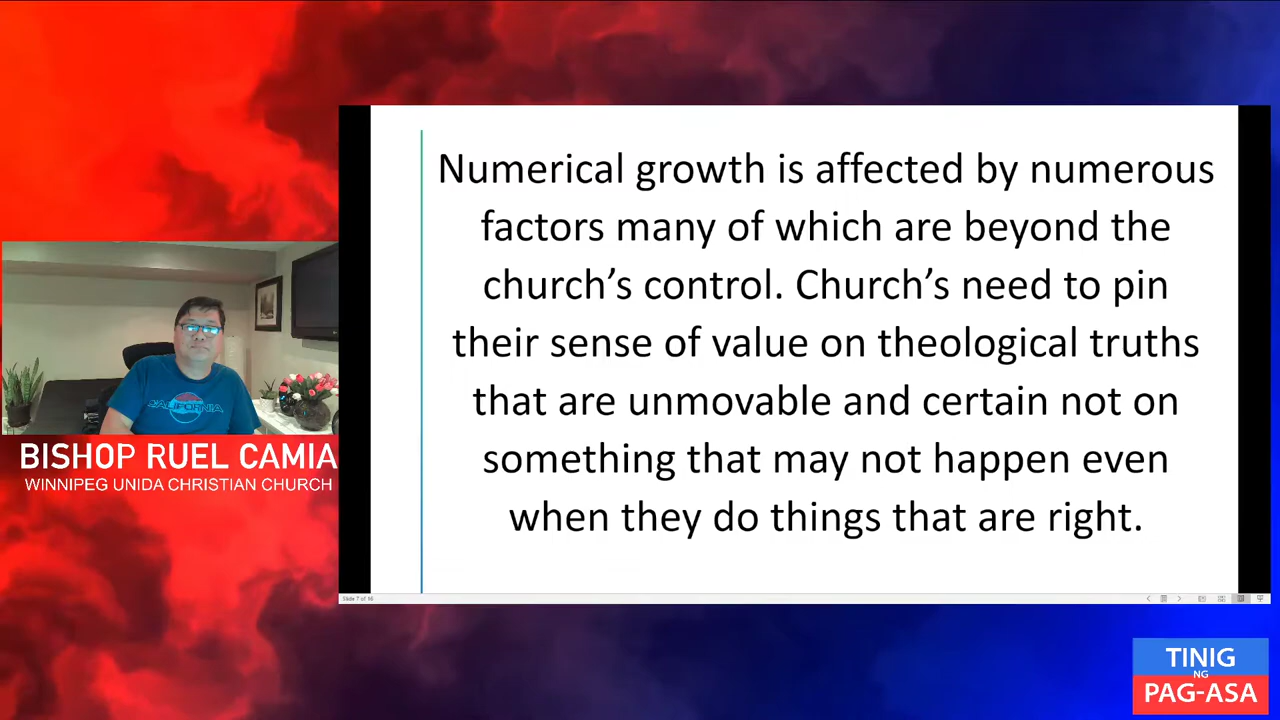 Numerical growth is affected by numerous
factors many of which are beyond the
church’s control. Church’s need to pin
their sense of value on theological truths
that are unmovable and certain not on
something that may not happen even
when they do things that are right.
CALIFORNIA
BISHOP RUEL CAMIA
WINNIPEG UNIDA CHRISTIAN CHURCH
TINIG
NG
PAG-ASA